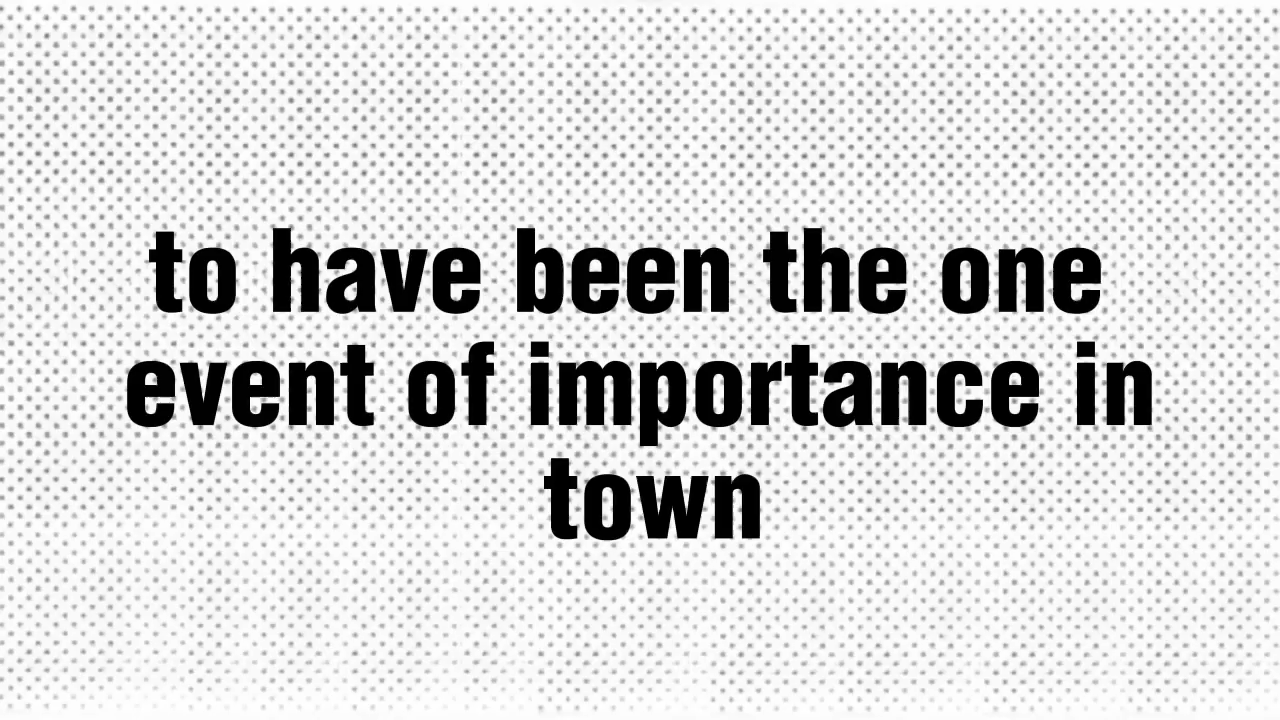 to have been the one
event of importance in
town